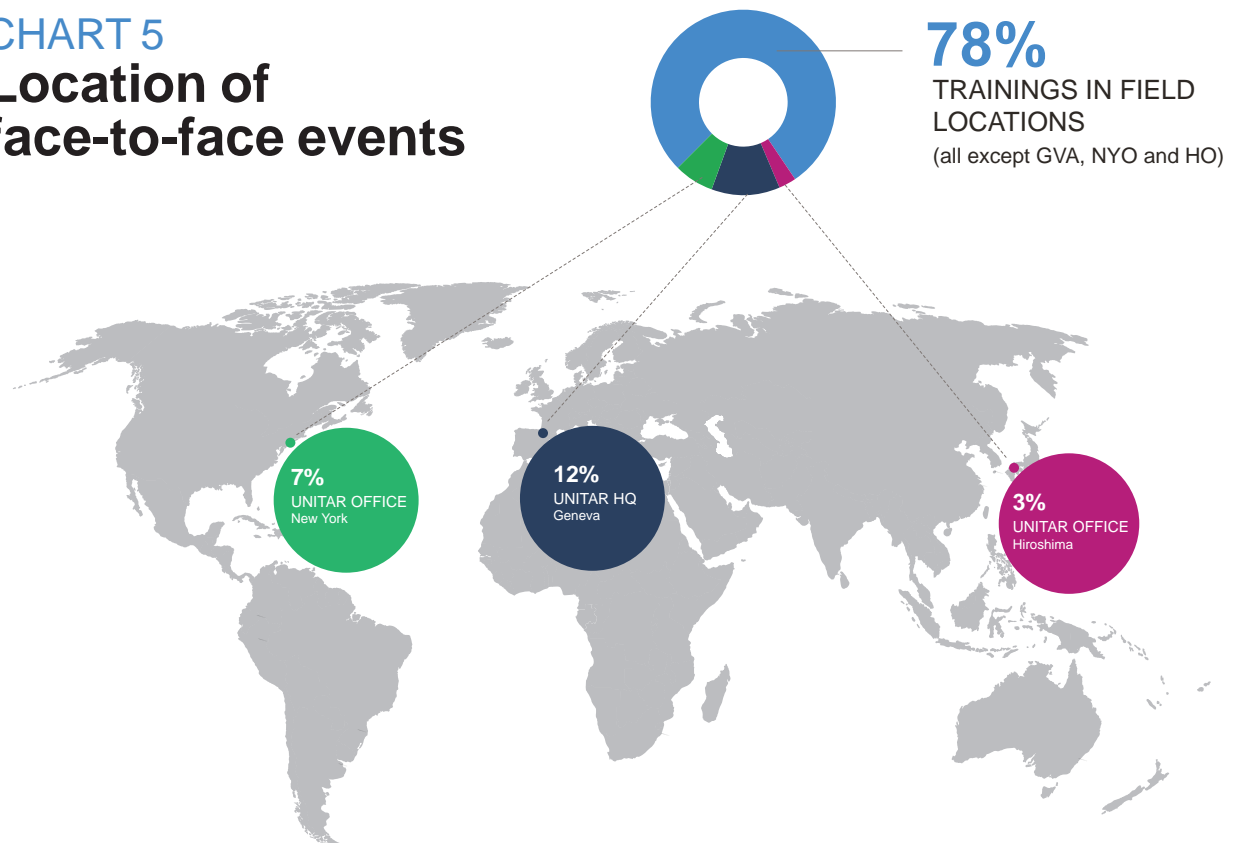 CHART 5
Location of
face-to-face events
78%
TRAININGS IN FIELD
LOCATIONS
(all except GVA, NYO and HO)
7%
UNITAR OFFICE
New York
12%
UNITAR HQ
Geneva
3%
UNITAR OFFICE
Hiroshima